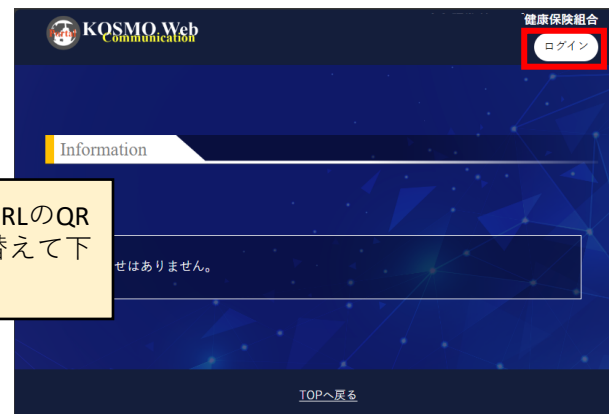 Portal
KOSMO Web
Communication
健康保険組合
ログイン
Information
RLのQR
替えて下
せはありません。
TOPへ戻る